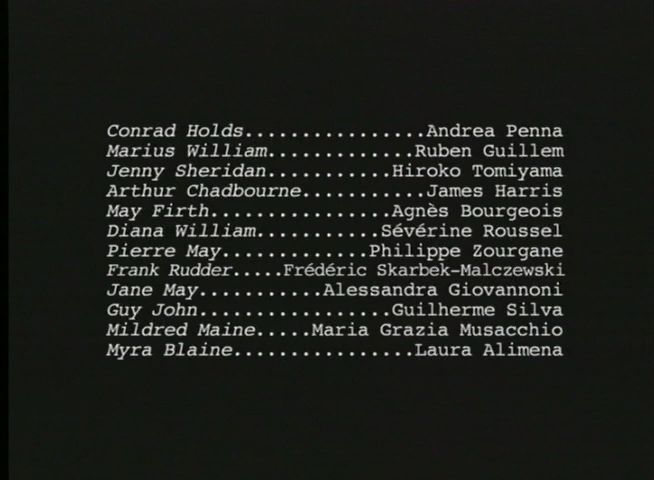 Conrad Holds................Andrea Penna
Marius William.............Ruben Guillem
Jenny Sheridan...........Hiroko Tomiyama
Arthur Chadbourne...........James Harris
May Firth................Agnès Bourgeois
Diana William...........Sévérine Roussel
Pierre May.............Philippe Zourgane
Frank Rudder.....Frédéric Skarbek-Malczewski
Jane May...........Alessandra Giovannoni
Guy John.................Guilherme Silva
Mildred Maine.....Maria Grazia Musacchio
Myra Blaine................Laura Alimena